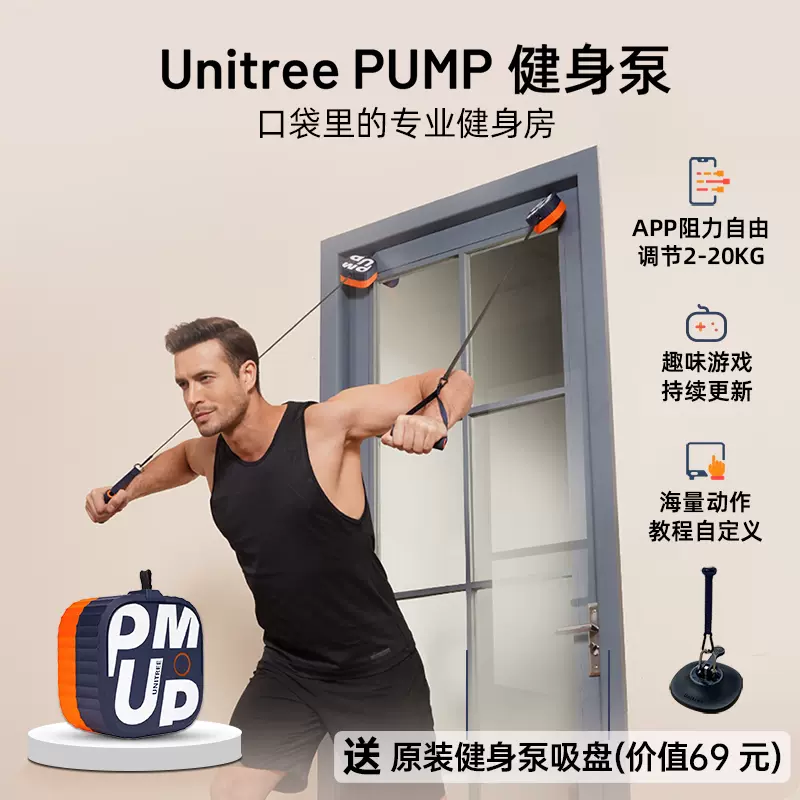 Unitree PUMP 健身泵
口袋里的专业健身房
APP阻力自由
调节2-20KG
趣味游戏
持续更新
海量动作
教程自定义
PM
UP
PM
UP
UNITREE
送 原装健身泵吸盘(价值69 元)